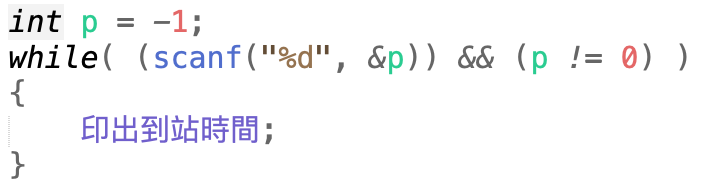 int p = -1;
while( (scanf("%d", &p)) && (p != 0) )
{
    印出到站時間;
}